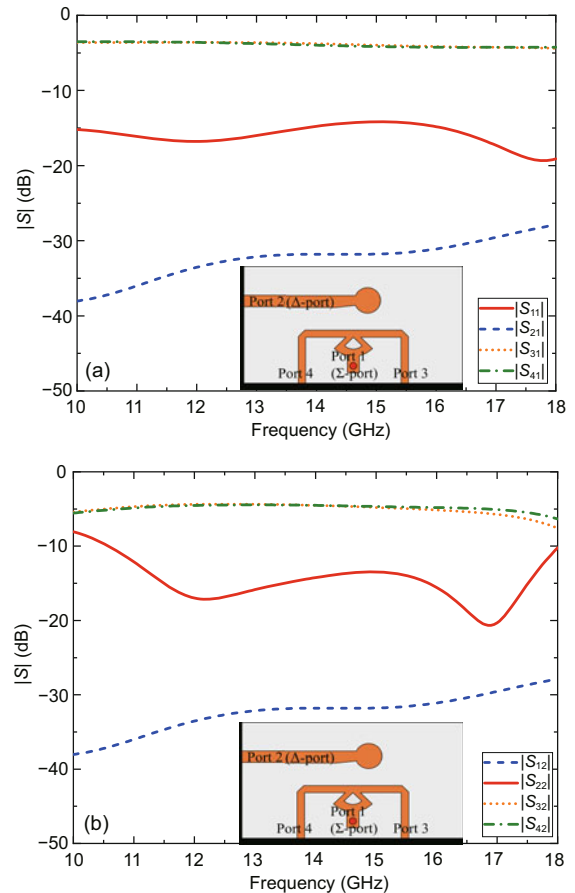 0
−10
−20
−30
−40
−50
|S| (dB)
Port 2 (Δ-port)
Port 1
(Σ-port)
Port 4
Port 3
|S11|
|S21|
|S31|
|S41|
(a)
10 11 12 13 14 15 16 17 18
Frequency (GHz)
0
−10
−20
−30
−40
−50
|S| (dB)
Port 2 (Δ-port)
Port 1
(Σ-port)
Port 4
Port 3
|S12|
|S22|
|S32|
|S42|
(b)
10 11 12 13 14 15 16 17 18
Frequency (GHz)